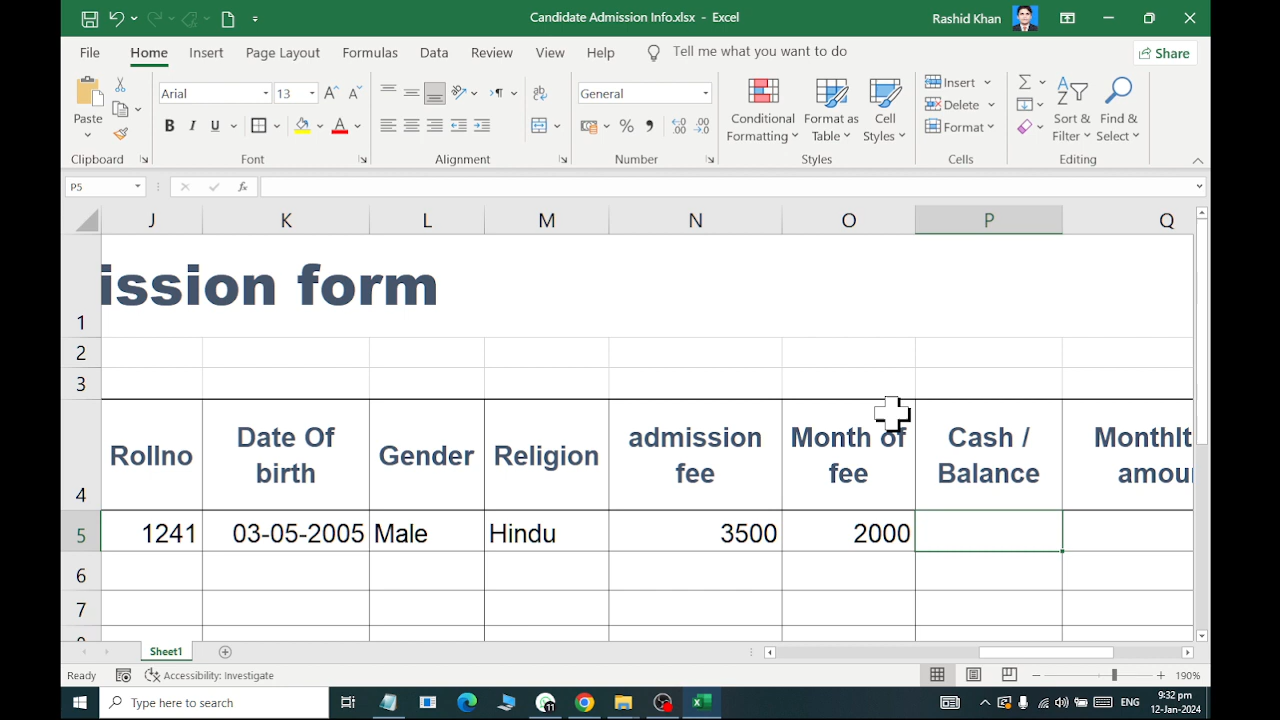 Candidate Admission Info.xlsx - Excel
Rashid Khan
File Home Insert Page Layout Formulas Data Review View Help Tell me what you want to do Share
Paste
Arial 13
B I U
General
Conditional Formatting
Format as Table
Cell Styles
Insert
Delete
Format
Sort & Filter
Find & Select
Clipboard Font Alignment Number Styles Cells Editing
P5 fx
J K L M N O P Q
1 ission form
2
3
4 Rollno Date Of birth Gender Religion admission fee Month of fee Cash / Balance Monthlt amou
5 1241 03-05-2005 Male Hindu 3500 2000
6
7
Sheet1
Ready Accessibility: Investigate 190%
Type here to search
11
ENG
9:32 pm
12-Jan-2024